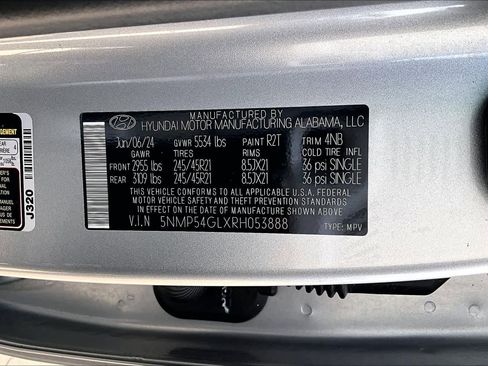 MANUFACTURED BY
HYUNDAI MOTOR MANUFACTURING ALABAMA, LLC
Jun/06/24 GVWR 5534 lbs PAINT R2T TRIM 4NB
GAWR TIRES RIMS COLD TIRE INFL
FRONT 2955 lbs 245/45R21 8.5JX21 36 psi SINGLE
REAR 3109 lbs 245/45R21 8.5JX21 36 psi SINGLE
THIS VEHICLE CONFORMS TO ALL APPLICABLE U.S.A. FEDERAL
MOTOR VEHICLE SAFETY AND THEFT PREVENTION STANDARDS
IN EFFECT ON THE DATE OF MANUFACTURE SHOWN ABOVE
V.I.N 5NMP54GLXRH053888 TYPE: MPV
J320